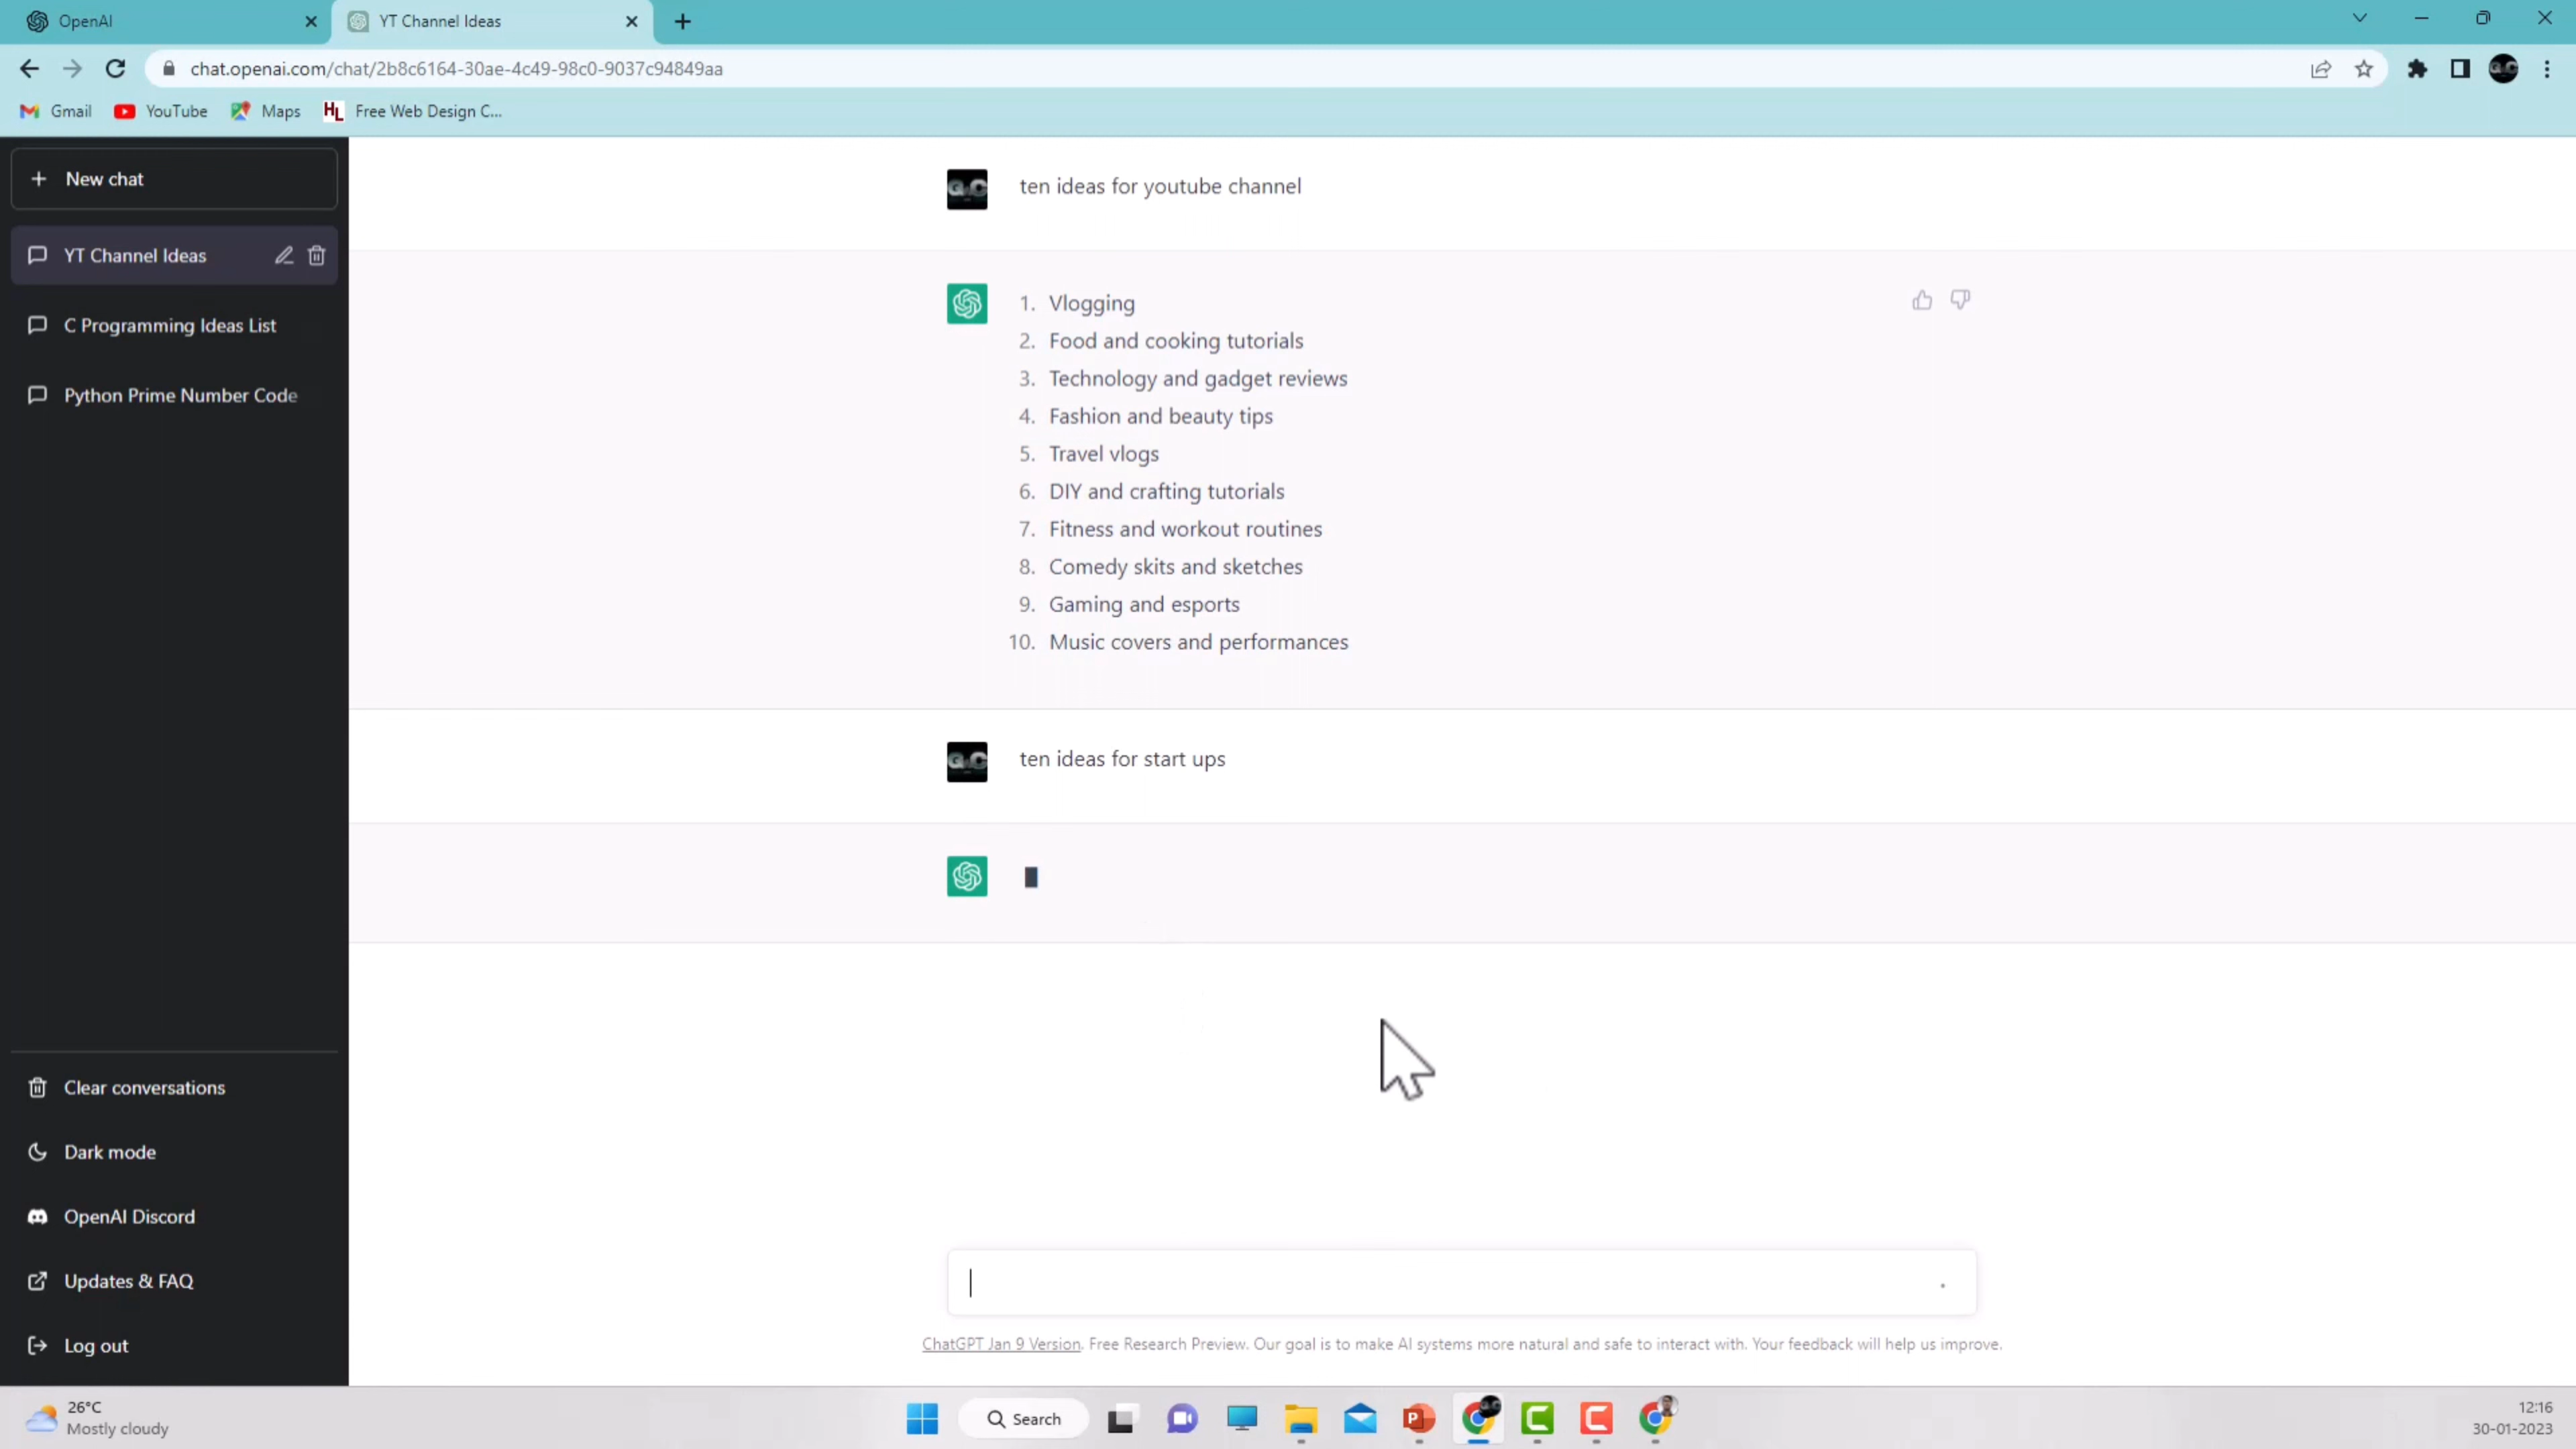 OpenAI
YT Channel Ideas
chat.openai.com/chat/2b8c6164-30ae-4c49-98c0-9037c94849aa
Gmail
YouTube
Maps
HL
Free Web Design C...
New chat
YT Channel Ideas
C Programming Ideas List
Python Prime Number Code
Clear conversations
Dark mode
OpenAI Discord
Updates & FAQ
Log out
G.C
ten ideas for youtube channel
1. Vlogging
2. Food and cooking tutorials
3. Technology and gadget reviews
4. Fashion and beauty tips
5. Travel vlogs
6. DIY and crafting tutorials
7. Fitness and workout routines
8. Comedy skits and sketches
9. Gaming and esports
10. Music covers and performances
G.C
ten ideas for start ups
ChatGPT Jan 9 Version. Free Research Preview. Our goal is to make AI systems more natural and safe to interact with. Your feedback will help us improve.
26°C
Mostly cloudy
Search
12:16
30-01-2023